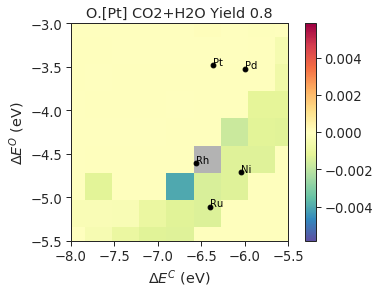 O.[Pt] CO2+H2O Yield 0.8
ΔE^O (eV)
−3.0
−3.5
−4.0
−4.5
−5.0
−5.5
Pt
Pd
Rh
Ni
Ru
−8.0 −7.5 −7.0 −6.5 −6.0 −5.5
ΔE^C (eV)
0.004
0.002
0.000
−0.002
−0.004